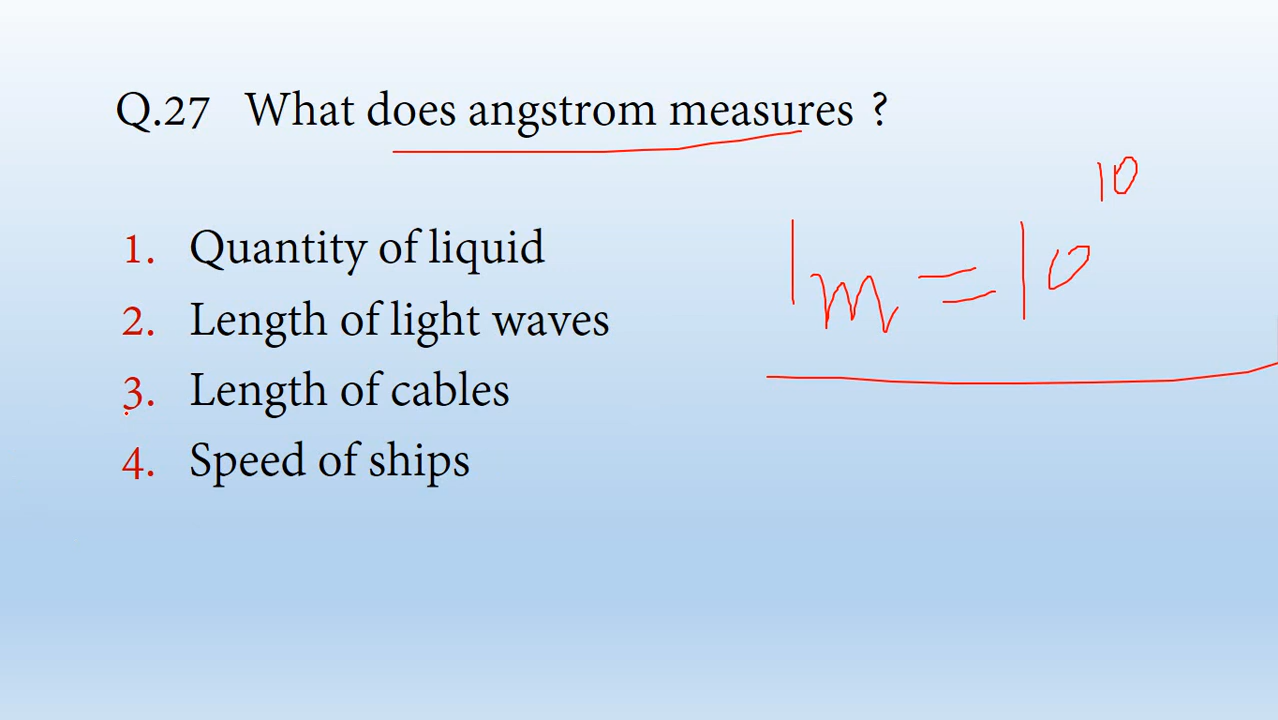 Q.27 What does angstrom measures ?
1. Quantity of liquid
2. Length of light waves
3. Length of cables
4. Speed of ships
1m = 10^10